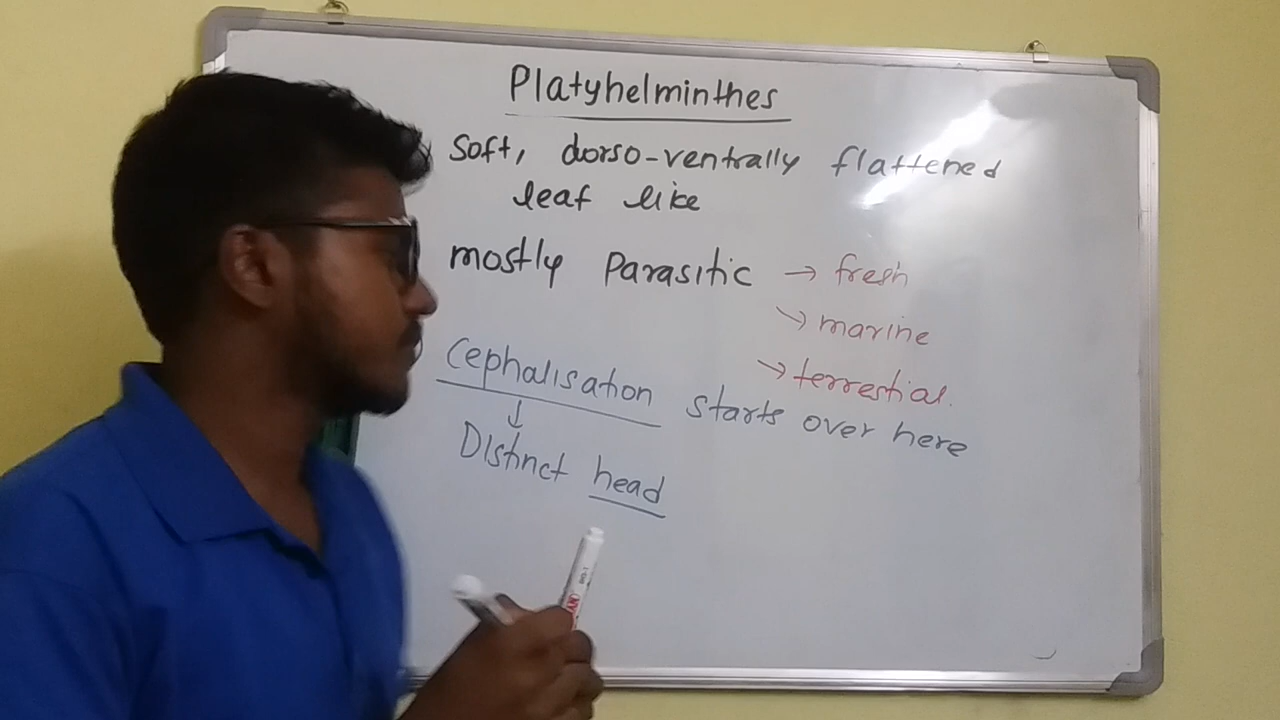 Platyhelminthes
Soft, dorso-ventrally flattened
leaf like
mostly Parasitic → fresh
↘ marine
→ terrestial.
Cephalisation starts over here
↓
Distinct head